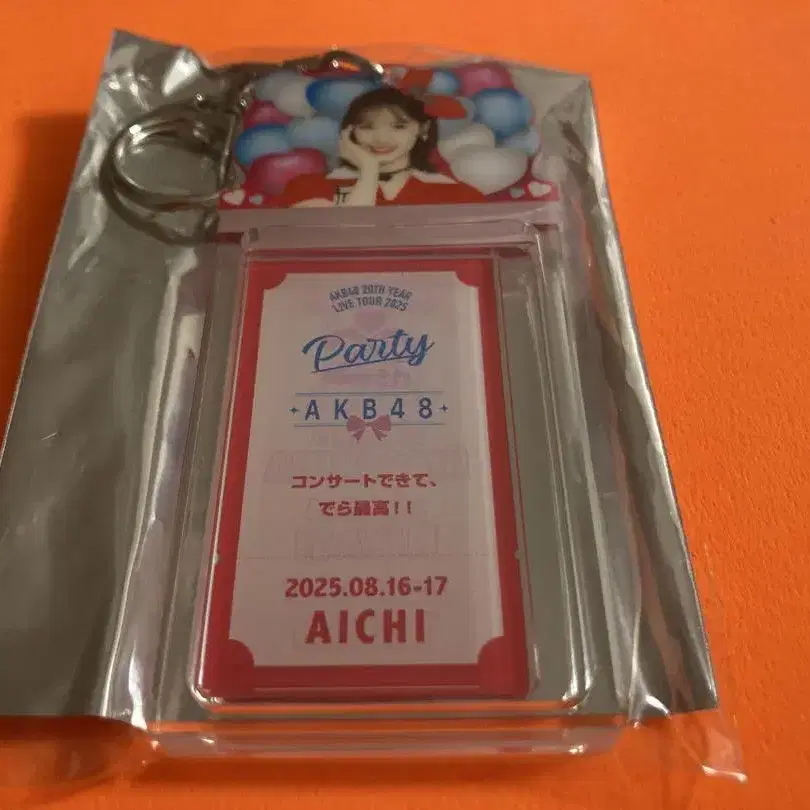 AKB48 20TH YEAR
LIVE TOUR 2025
Party
AKB48
コンサートできて、
でら最高!!
2025.08.16-17
AICHI